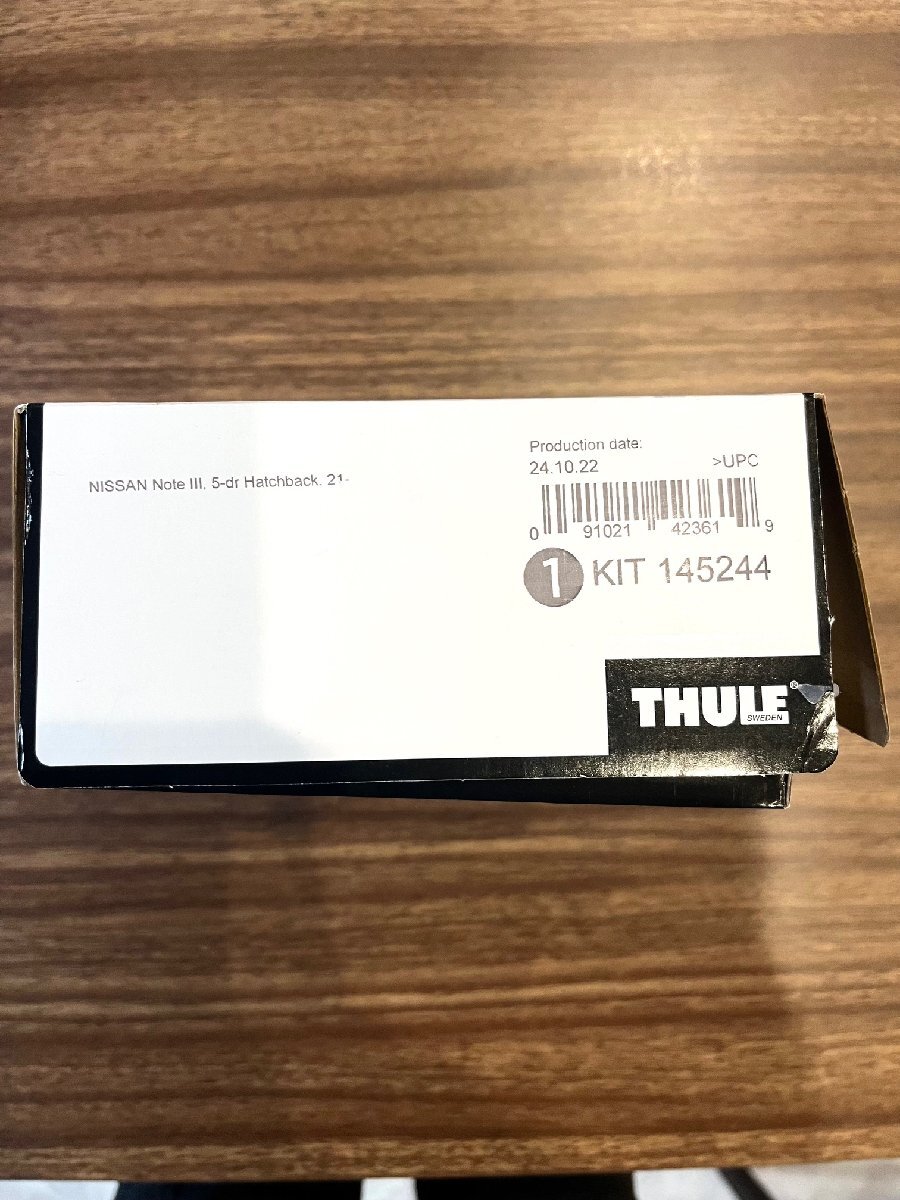 NISSAN Note III, 5-dr Hatchback, 21-
Production date:
24.10.22 >UPC
0 91021 42361 9
1 KIT 145244
THULE®
SWEDEN